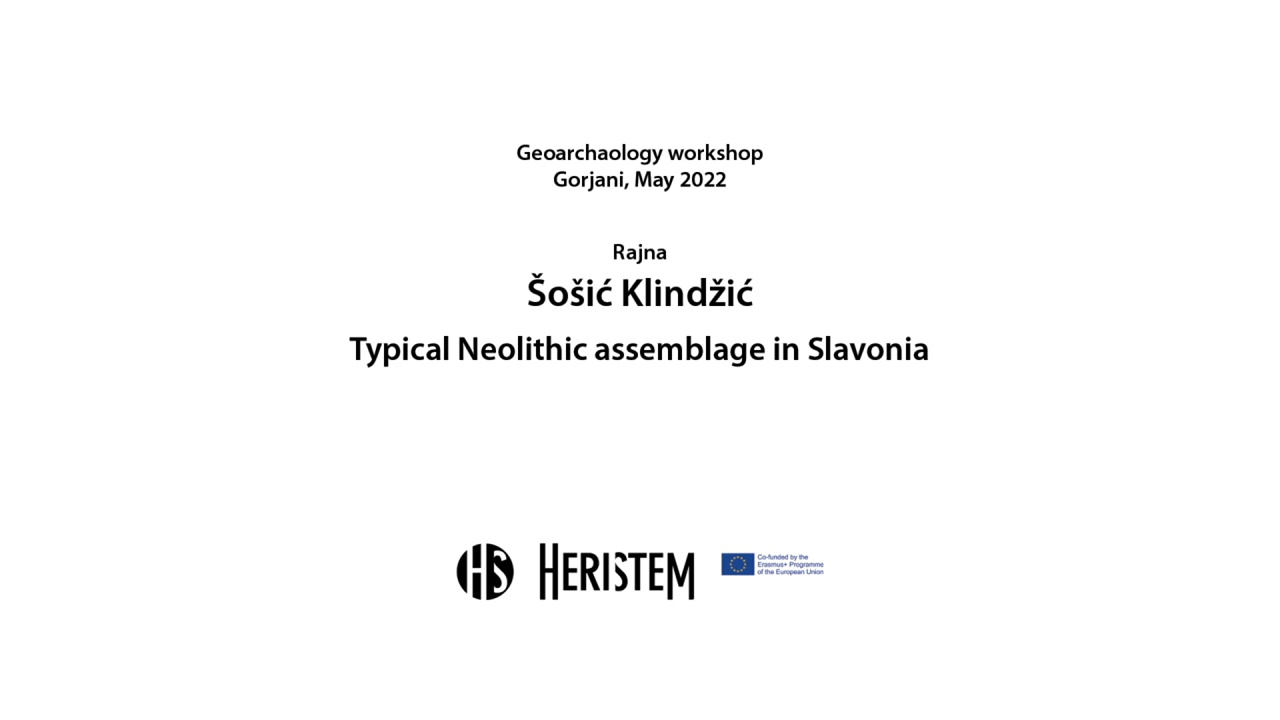 Geoarchaology workshop
Gorjani, May 2022
Rajna
Šošić Klindžić
Typical Neolithic assemblage in Slavonia
HS HERISTEM
Co-funded by the
Erasmus+ Programme
of the European Union